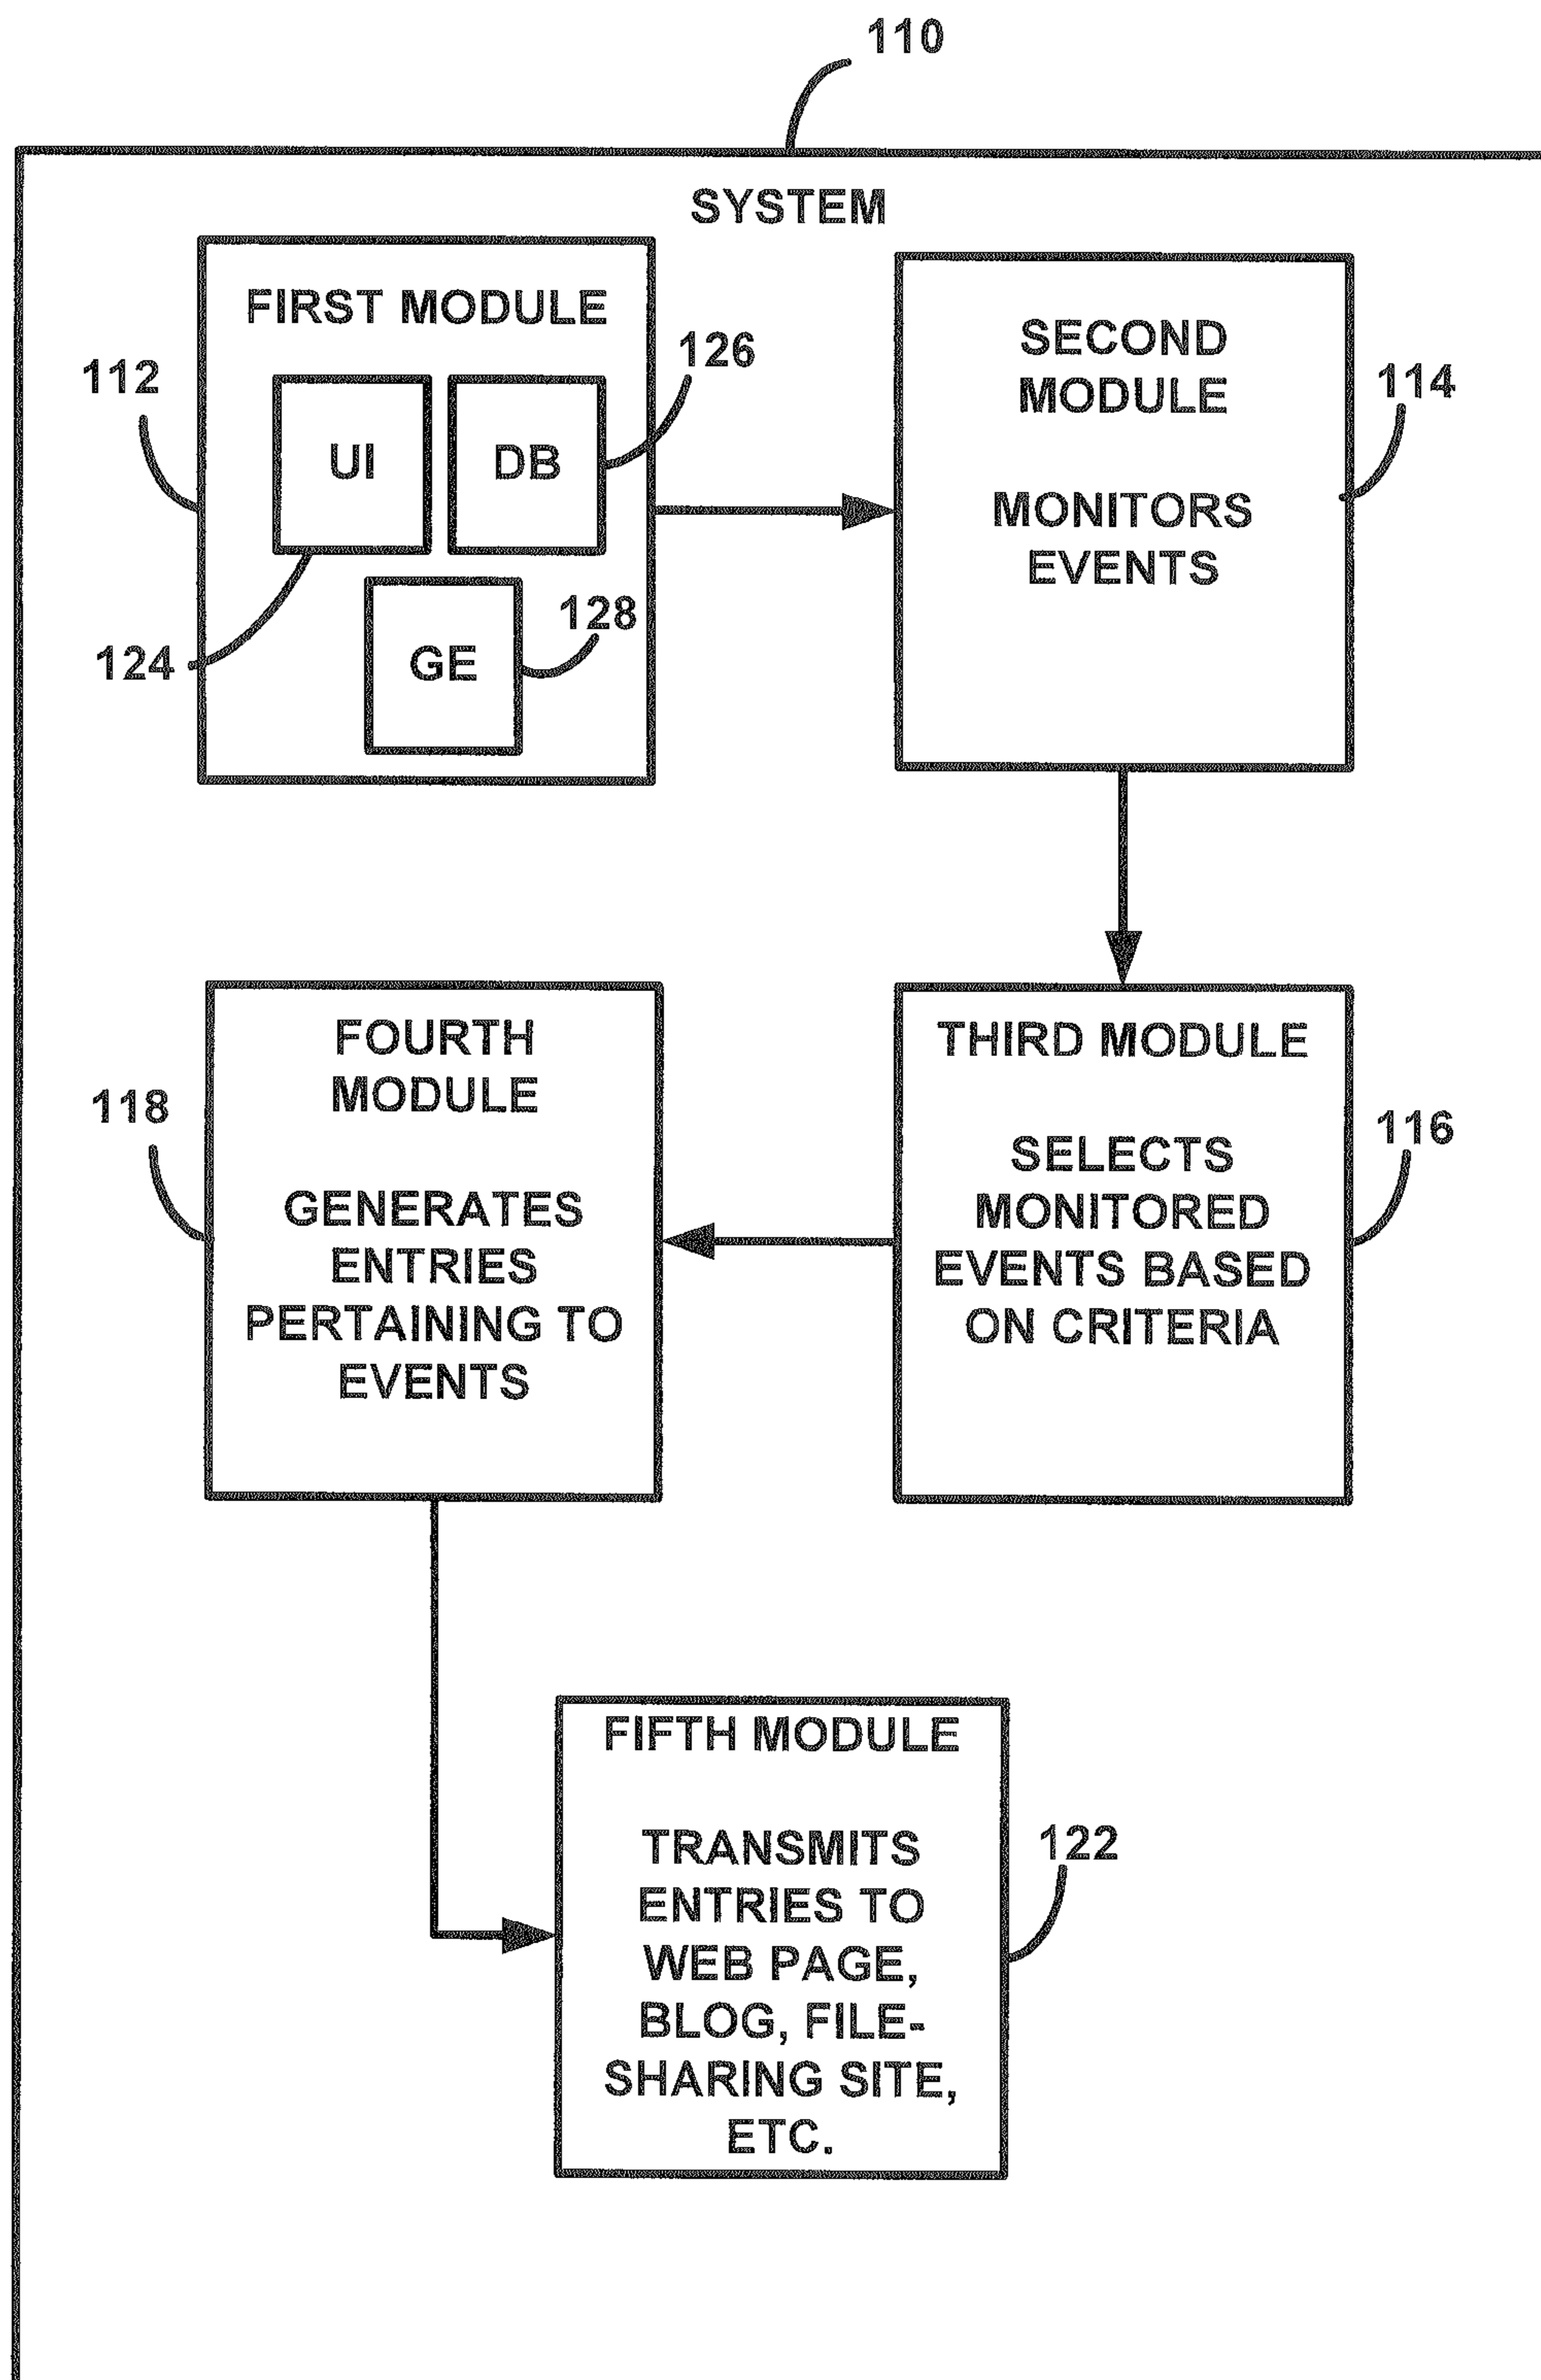 110
SYSTEM
FIRST MODULE
112
126
UI
DB
124
128
GE
SECOND
MODULE
114
MONITORS
EVENTS
FOURTH
MODULE
118
GENERATES
ENTRIES
PERTAINING TO
EVENTS
THIRD MODULE
116
SELECTS
MONITORED
EVENTS BASED
ON CRITERIA
FIFTH MODULE
122
TRANSMITS
ENTRIES TO
WEB PAGE,
BLOG, FILE-
SHARING SITE,
ETC.